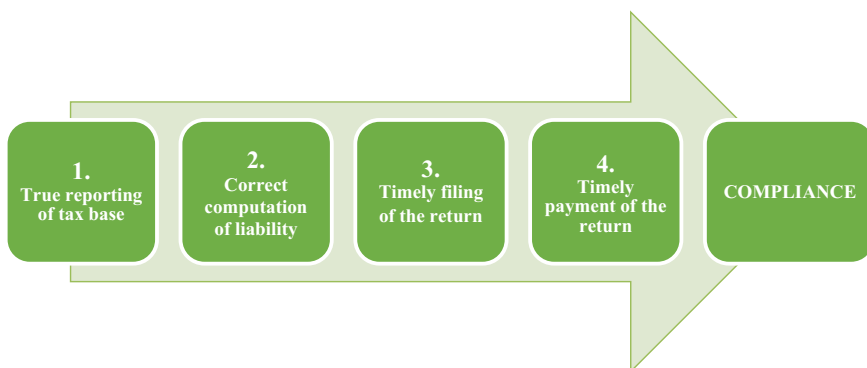 1.
True reporting
of tax base
2.
Correct
computation
of liability
3.
Timely filing
of the return
4.
Timely
payment of the
return
COMPLIANCE